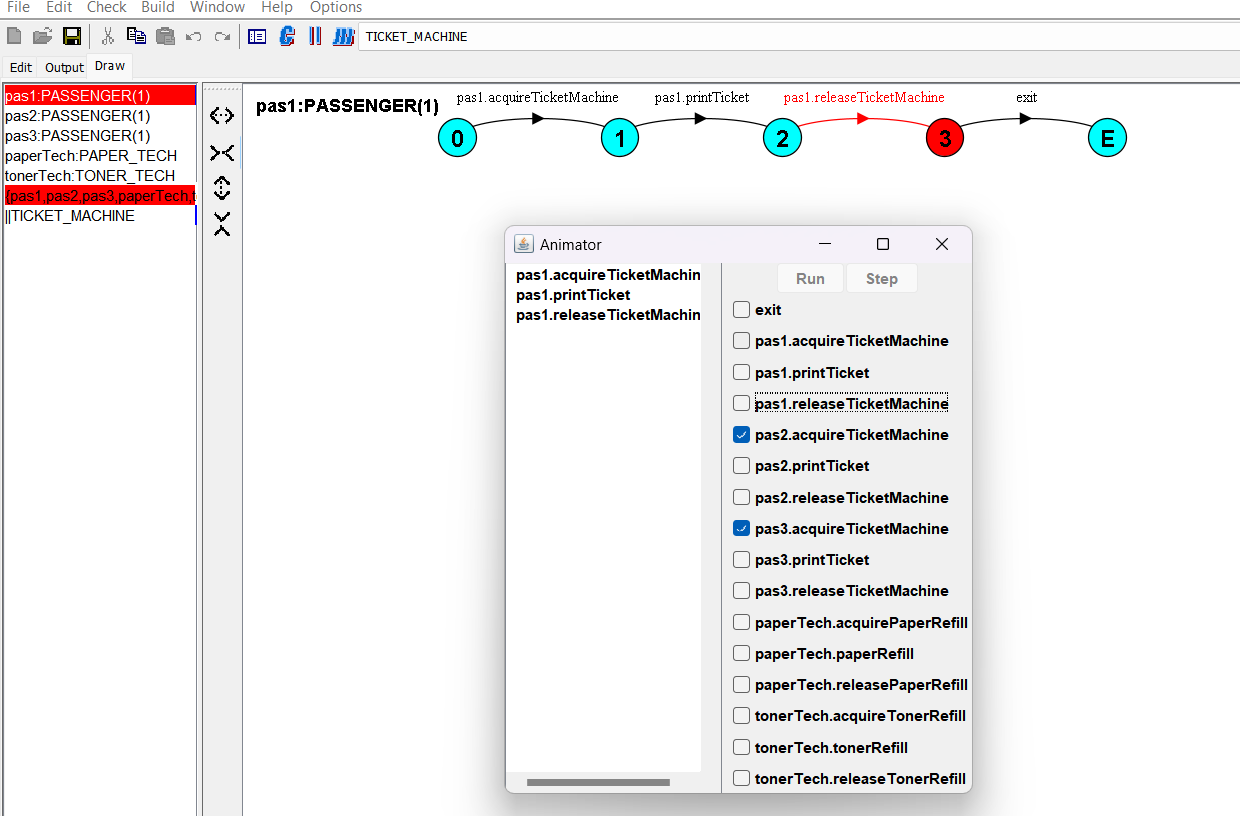 File Edit Check Build Window Help Options
TICKET_MACHINE
Edit Output Draw
pas1:PASSENGER(1)
pas2:PASSENGER(1)
pas3:PASSENGER(1)
paperTech:PAPER_TECH
tonerTech:TONER_TECH
{pas1,pas2,pas3,paperTech,t
||TICKET_MACHINE
pas1:PASSENGER(1)
pas1.acquireTicketMachine pas1.printTicket pas1.releaseTicketMachine exit
0 1 2 3 E
Animator
pas1.acquireTicketMachin
pas1.printTicket
pas1.releaseTicketMachin
Run Step
exit
pas1.acquireTicketMachine
pas1.printTicket
pas1.releaseTicketMachine
pas2.acquireTicketMachine
pas2.printTicket
pas2.releaseTicketMachine
pas3.acquireTicketMachine
pas3.printTicket
pas3.releaseTicketMachine
paperTech.acquirePaperRefill
paperTech.paperRefill
paperTech.releasePaperRefill
tonerTech.acquireTonerRefill
tonerTech.tonerRefill
tonerTech.releaseTonerRefill